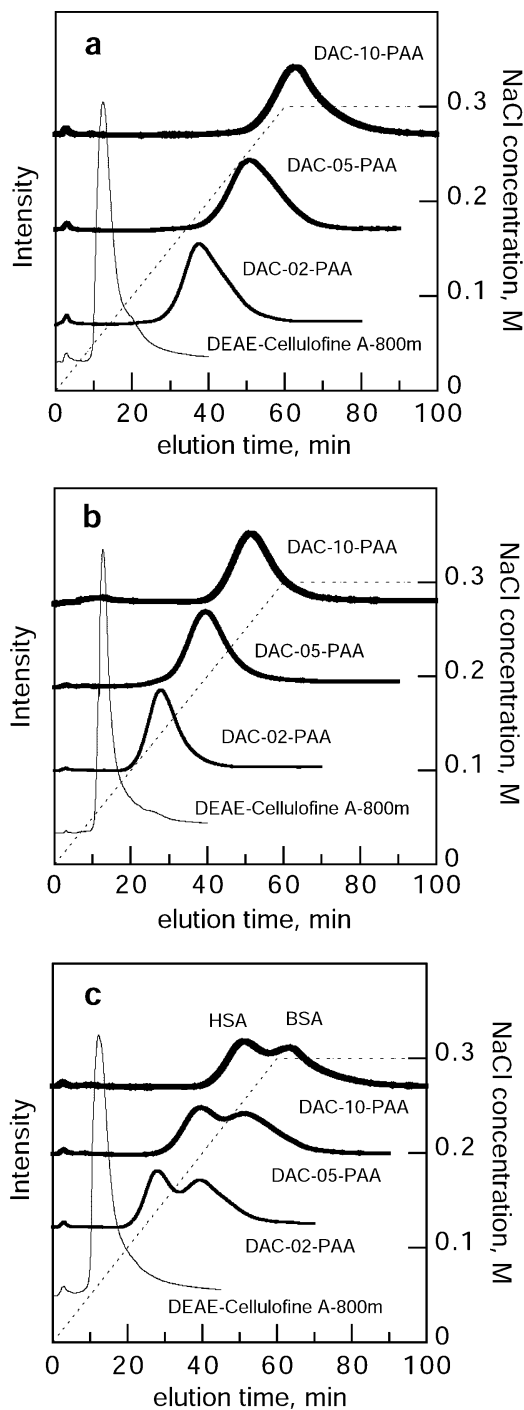 a
DAC-10-PAA
0.3
DAC-05-PAA
0.2
DAC-02-PAA
0.1
DEAE-Cellulofine A-800m
0
Intensity
NaCl concentration, M
0 20 40 60 80 100
elution time, min
b
DAC-10-PAA
0.3
DAC-05-PAA
0.2
DAC-02-PAA
0.1
DEAE-Cellulofine A-800m
0
Intensity
NaCl concentration, M
0 20 40 60 80 100
elution time, min
c
HSA BSA
0.3
DAC-10-PAA
0.2
DAC-05-PAA
DAC-02-PAA
0.1
DEAE-Cellulofine A-800m
0
Intensity
NaCl concentration, M
0 20 40 60 80 100
elution time, min